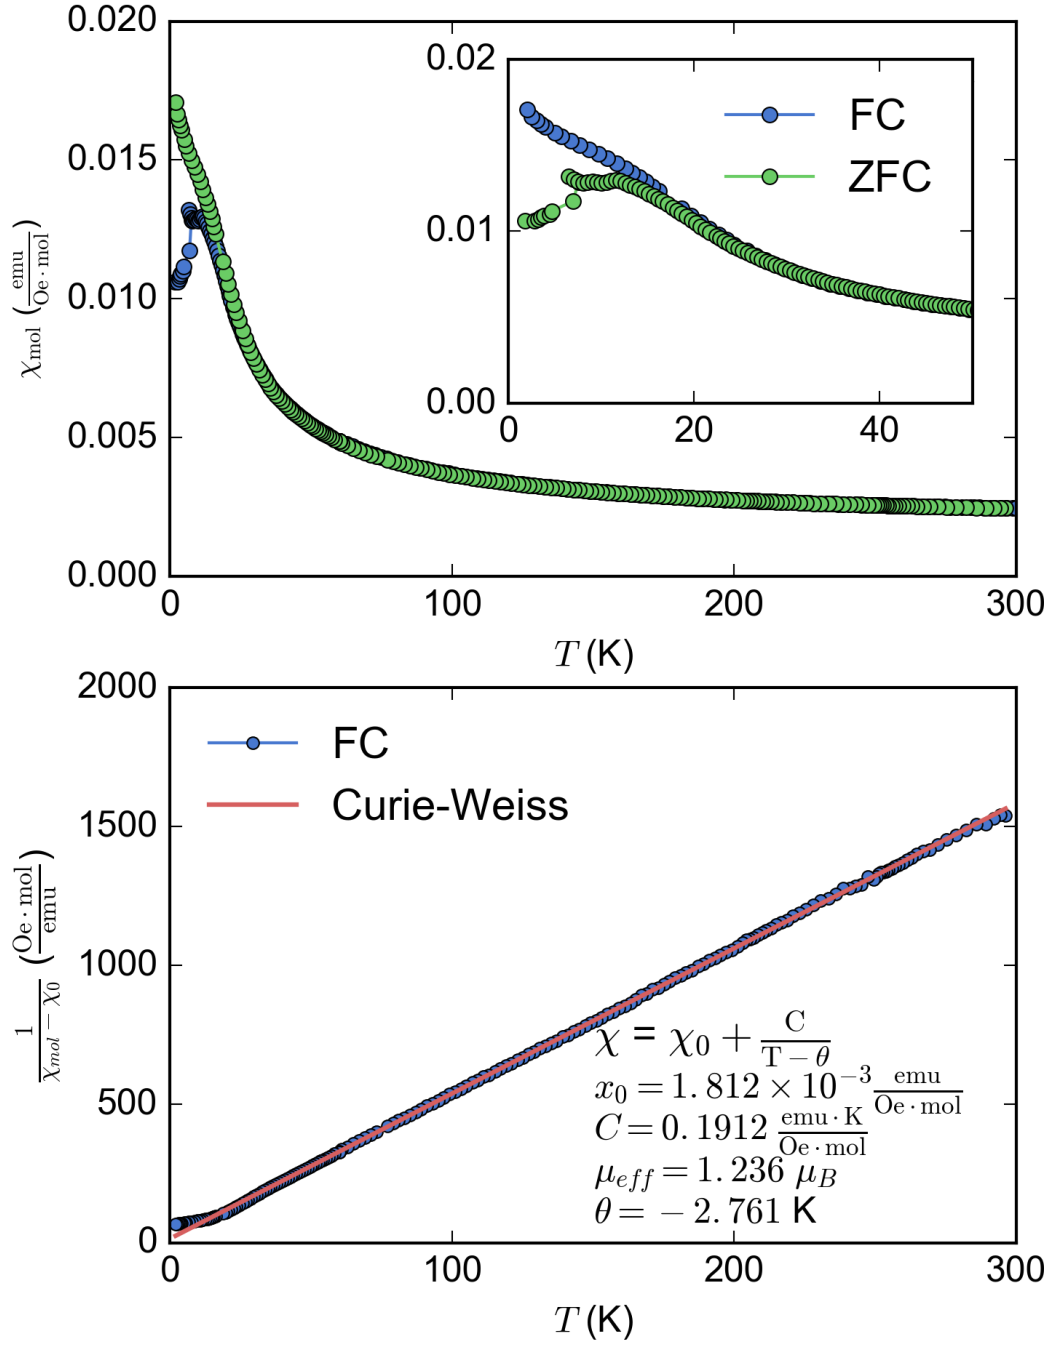 0.020
0.015
0.010
0.005
0.000
χmol (emu/Oe·mol)
0 100 200 300
T (K)
0.02
0.01
0.00
0 20 40
FC
ZFC
2000
1500
1000
500
0
1/(χmol − χ0) (Oe·mol/emu)
0 100 200 300
T (K)
FC
Curie-Weiss
χ = χ0 + C/(T − θ)
x0 = 1.812 × 10⁻³ emu/Oe·mol
C = 0.1912 emu·K/Oe·mol
μeff = 1.236 μB
θ = −2.761 K